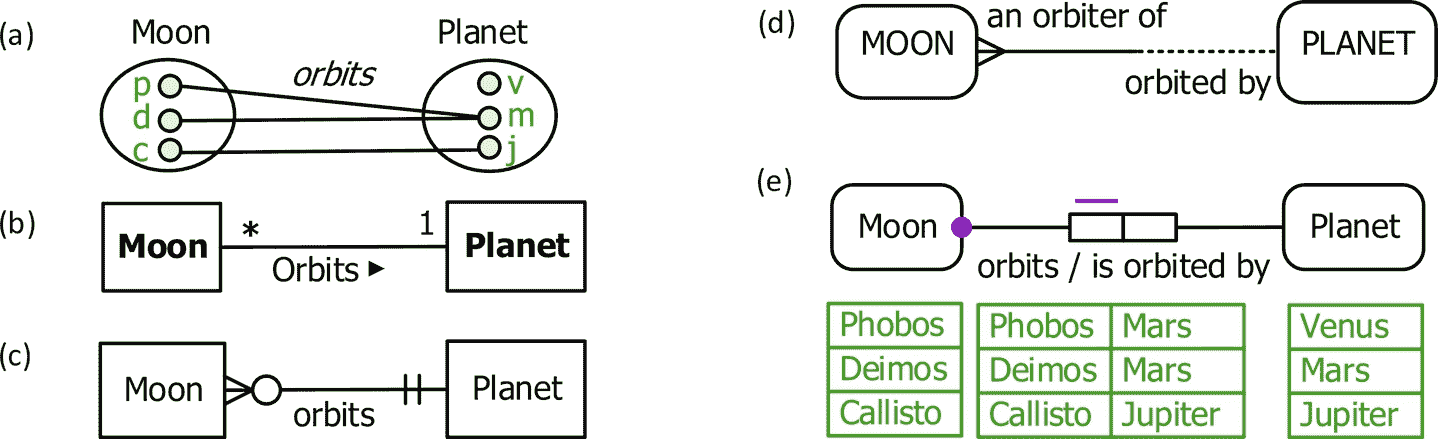 (a)
Moon Planet
orbits
p v
d m
c j
(b)
Moon * 1 Planet
Orbits ►
(c)
Moon Planet
orbits
(d)
MOON an orbiter of PLANET
orbited by
(e)
Moon Planet
orbits / is orbited by
Phobos Phobos Mars Venus
Deimos Deimos Mars Mars
Callisto Callisto Jupiter Jupiter